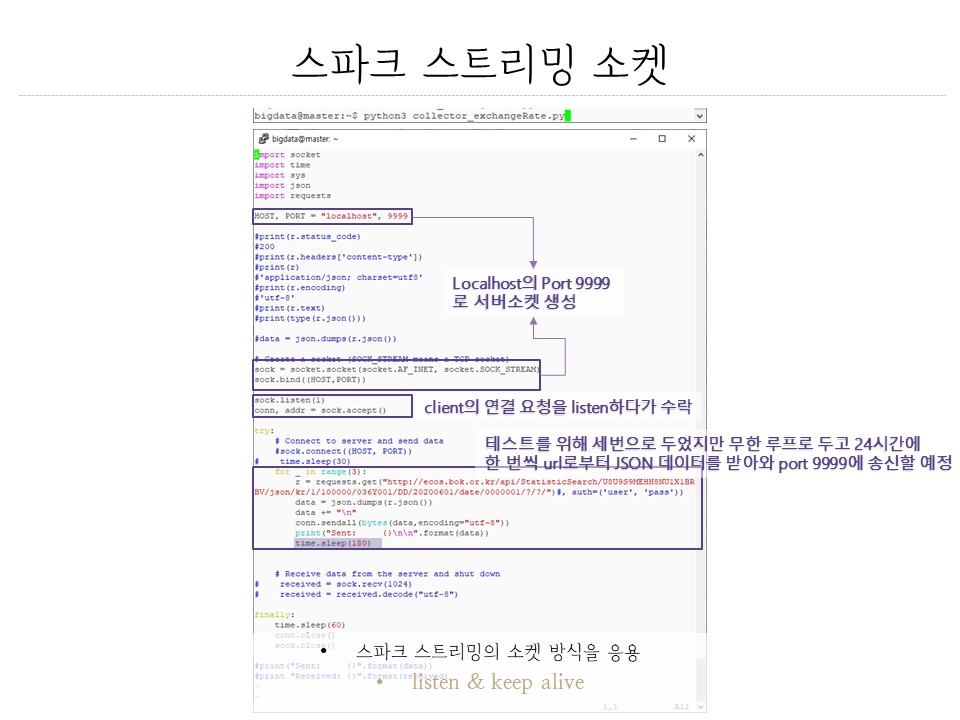 스파크 스트리밍 소켓
bigdata@master:~$ python3 collector_exchangeRate.py
bigdata@master: ~
import socket
import time
import sys
import json
import requests
HOST, PORT = "localhost", 9999
#print(r.status_code)
#200
#print(r.headers['content-type'])
#print(r)
#'application/json; charset=utf8'
#print(r.encoding)
#'utf-8'
#print(r.text)
#print(type(r.json()))
Localhost의 Port 9999
로 서버소켓 생성
#data = json.dumps(r.json())
# Create a socket (SOCK_STREAM means a TCP socket)
sock = socket.socket(socket.AF_INET, socket.SOCK_STREAM)
sock.bind((HOST,PORT))
sock.listen(1)
conn, addr = sock.accept()
client의 연결 요청을 listen하다가 수락
try:
# Connect to server and send data
#sock.connect((HOST, PORT))
# time.sleep(30)
테스트를 위해 세번으로 두었지만 무한 루프로 두고 24시간에
한 번씩 url로부터 JSON 데이터를 받아와 port 9999에 송신할 예정
for _ in range(3):
r = requests.get("http://ecos.bok.or.kr/api/StatisticSearch/U8U9S9MEHH8NU1X1BR
BV/json/kr/1/100000/036Y001/DD/20200601/date/0000001/?/?/")#, auth=('user', 'pass'))
data = json.dumps(r.json())
data += "\n"
conn.sendall(bytes(data,encoding="utf-8"))
print("Sent: {}\n\n".format(data))
time.sleep(180)
# Receive data from the server and shut down
# received = sock.recv(1024)
# received = received.decode("utf-8")
finally:
time.sleep(60)
conn.close()
sock.close()
• 스파크 스트리밍의 소켓 방식을 응용
#print("Sent: {}".format(data))
#print "Received: {}".format(received)
• listen & keep alive
~
~
1,1 All